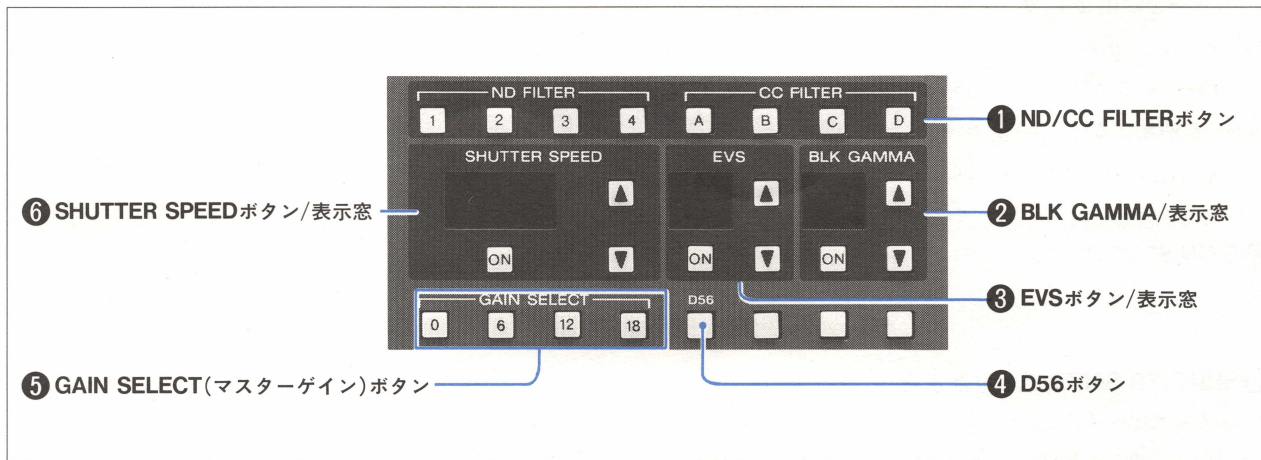 ND FILTER CC FILTER
1 2 3 4 A B C D
❶ ND/CC FILTERボタン
SHUTTER SPEED EVS BLK GAMMA
▲ ▲ ▲
❻ SHUTTER SPEEDボタン/表示窓
❷ BLK GAMMA/表示窓
ON ▼ ON ▼ ON ▼
❸ EVSボタン/表示窓
GAIN SELECT D56
0 6 12 18
❺ GAIN SELECT(マスターゲイン)ボタン
❹ D56ボタン